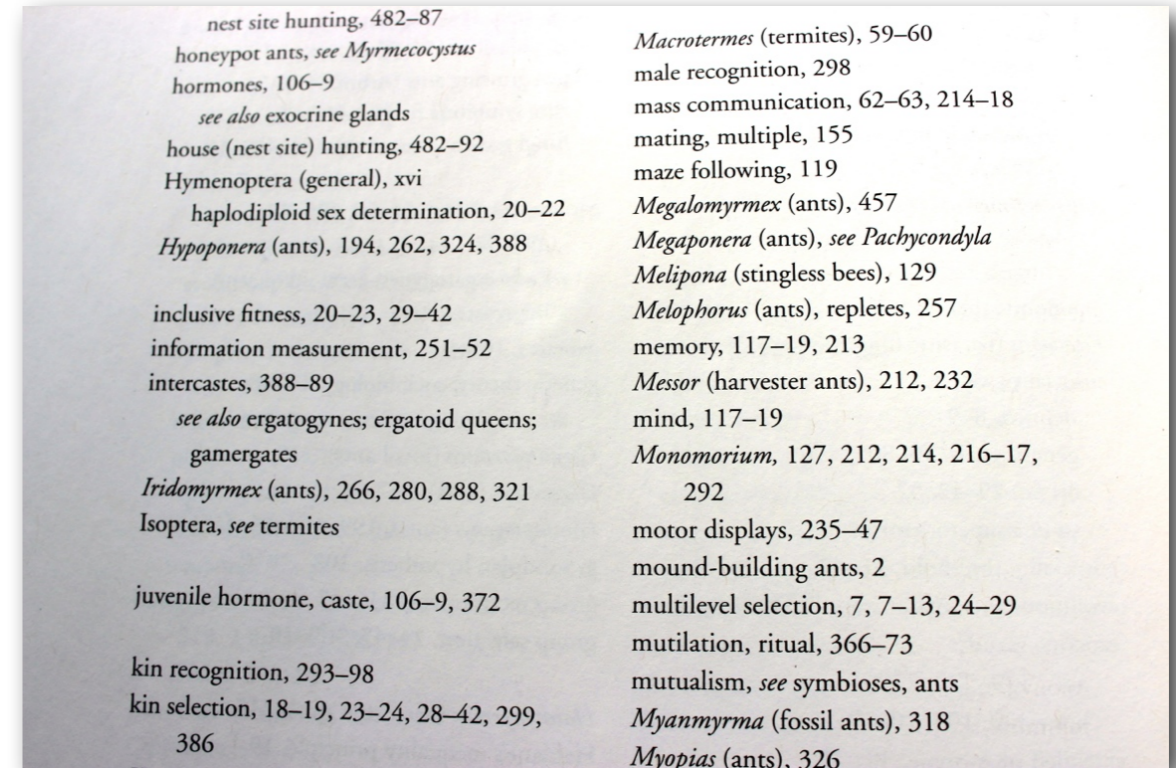 nest site hunting, 482–87
honeypot ants, see Myrmecocystus
hormones, 106–9
see also exocrine glands
house (nest site) hunting, 482–92
Hymenoptera (general), xvi
haplodiploid sex determination, 20–22
Hypoponera (ants), 194, 262, 324, 388
inclusive fitness, 20–23, 29–42
information measurement, 251–52
intercastes, 388–89
see also ergatogynes; ergatoid queens;
gamergates
Iridomyrmex (ants), 266, 280, 288, 321
Isoptera, see termites
juvenile hormone, caste, 106–9, 372
kin recognition, 293–98
kin selection, 18–19, 23–24, 28–42, 299,
386
Macrotermes (termites), 59–60
male recognition, 298
mass communication, 62–63, 214–18
mating, multiple, 155
maze following, 119
Megalomyrmex (ants), 457
Megaponera (ants), see Pachycondyla
Melipona (stingless bees), 129
Melophorus (ants), repletes, 257
memory, 117–19, 213
Messor (harvester ants), 212, 232
mind, 117–19
Monomorium, 127, 212, 214, 216–17,
292
motor displays, 235–47
mound-building ants, 2
multilevel selection, 7, 7–13, 24–29
mutilation, ritual, 366–73
mutualism, see symbioses, ants
Myanmyrma (fossil ants), 318
Myopias (ants), 326